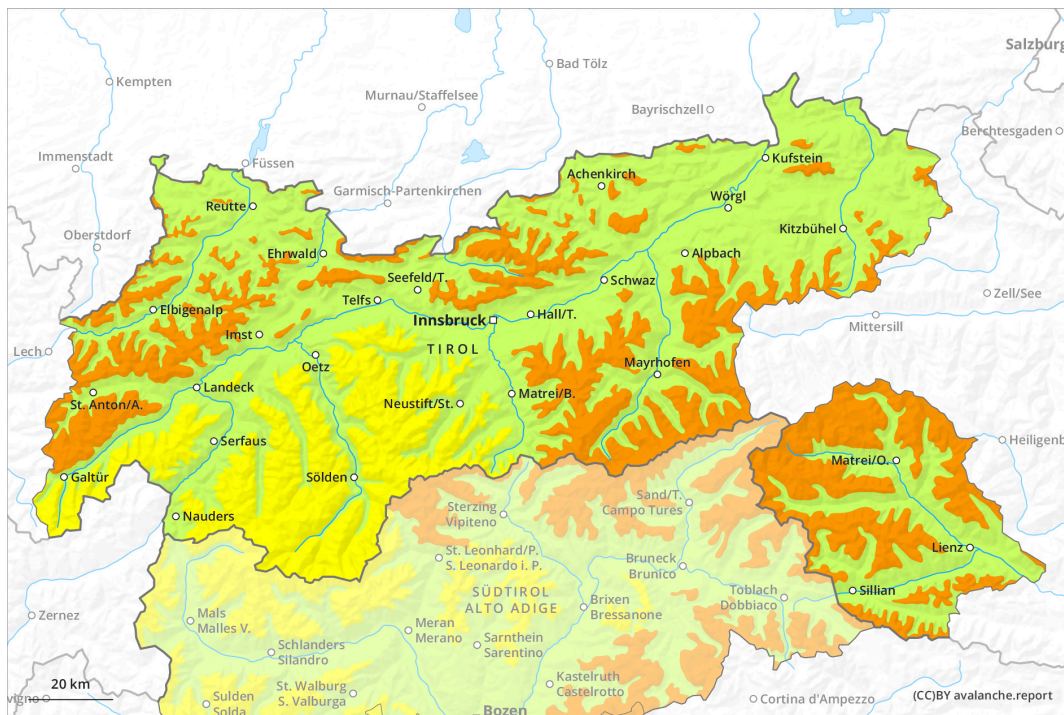 Salzburg
Kempten
Bad Tölz
Murnau/Staffelsee
Bayrischzell
Berchtesgaden
Immenstadt
Füssen
Kufstein
Achenkirch
Garmisch-Partenkirchen
Wörgl
Reutte
Oberstdorf
Kitzbühel
Ehrwald
Alpbach
Seefeld/T.
Schwaz
Telfs
Zell/See
Elbigenalp
Innsbruck
Hall/T.
Mittersill
Imst
Lech
TIROL
Oetz
Mayrhofen
Landeck
St. Anton/A.
Neustift/St.
Matrei/B.
Serfaus
Heiligenb
Matrei/O.
Galtür
Sölden
Sand/T.
Campo Tures
Sterzing
Vipiteno
Nauders
Lienz
St. Leonhard/P.
S. Leonardo i. P.
Bruneck
Brunico
Sillian
SÜDTIROL
ALTO ADIGE
Toblach
Dobbiaco
Brixen
Bressanone
Zernez
Mals
Malles V.
Meran
Merano
Sarnthein
Sarentino
Schlanders
Silandro
Kastelruth
Castelrotto
20 km
St. Walburg
S. Valburga
vigno
Sulden
Solda
Cortina d'Ampezzo
(CC)BY avalanche.report
Bozen